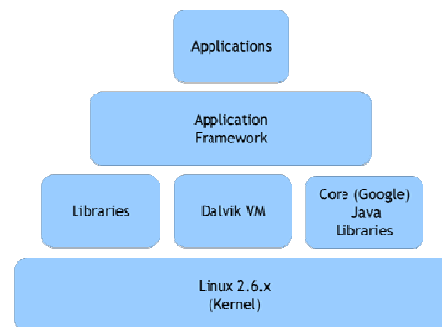 Applications
Application
Framework
Libraries
Dalvik VM
Core (Google)
Java
Libraries
Linux 2.6.x
(Kernel)